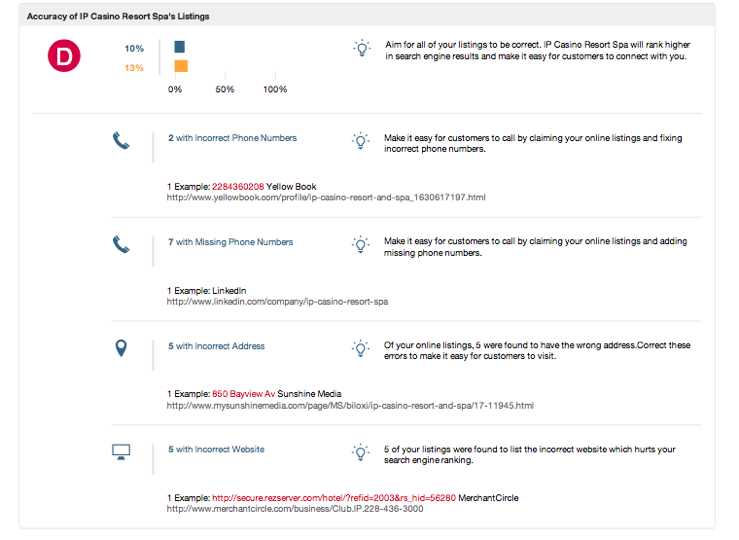 Accuracy of IP Casino Resort Spa's Listings
D
10%
13%
0% 50% 100%
Aim for all of your listings to be correct. IP Casino Resort Spa will rank higher
in search engine results and make it easy for customers to connect with you.
2 with Incorrect Phone Numbers
Make it easy for customers to call by claiming your online listings and fixing
incorrect phone numbers.
1 Example: 2284360208 Yellow Book
http://www.yellowbook.com/profile/ip-casino-resort-and-spa_1630617197.html
7 with Missing Phone Numbers
Make it easy for customers to call by claiming your online listings and adding
missing phone numbers.
1 Example: LinkedIn
http://www.linkedin.com/company/ip-casino-resort-spa
5 with Incorrect Address
Of your online listings, 5 were found to have the wrong address.Correct these
errors to make it easy for customers to visit.
1 Example: 850 Bayview Av Sunshine Media
http://www.mysunshinemedia.com/page/MS/biloxi/ip-casino-resort-and-spa/17-11945.html
5 with Incorrect Website
5 of your listings were found to list the incorrect website which hurts your
search engine ranking.
1 Example: http://secure.rezserver.com/hotel/?refid=2003&rs_hid=56280 MerchantCircle
http://www.merchantcircle.com/business/Club.IP.228-436-3000